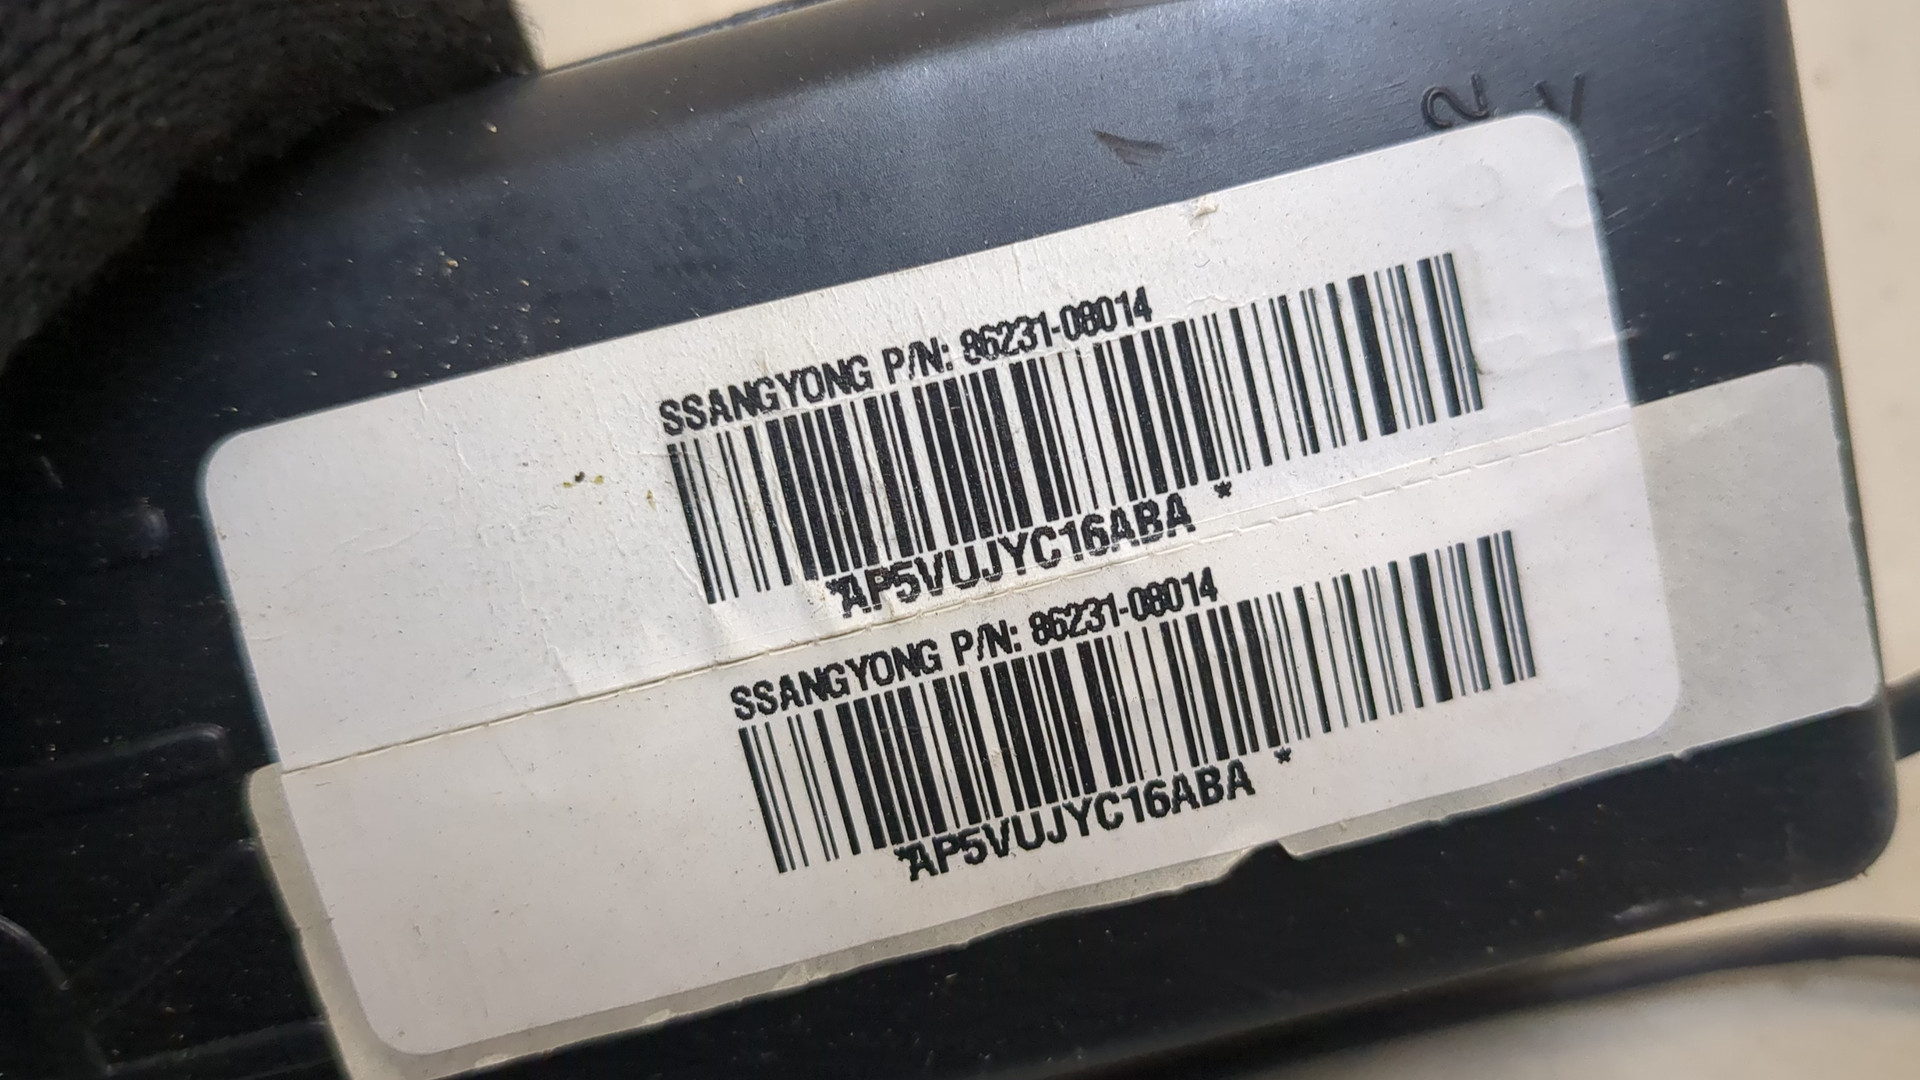 SSANGYONG P/N: 86231-08014
*AP5VUJYC16ABA *
SSANGYONG P/N: 86231-08014
*AP5VUJYC16ABA *